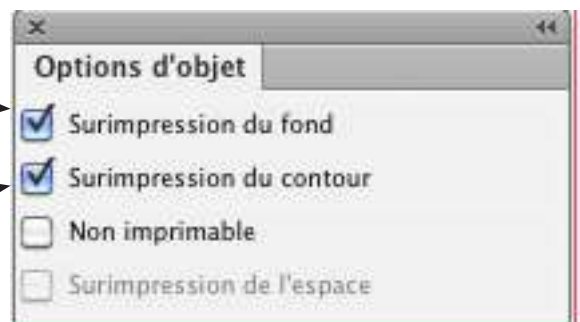 Options d'objet
Surimpression du fond
Surimpression du contour
Non imprimable
Surimpression de l'espace